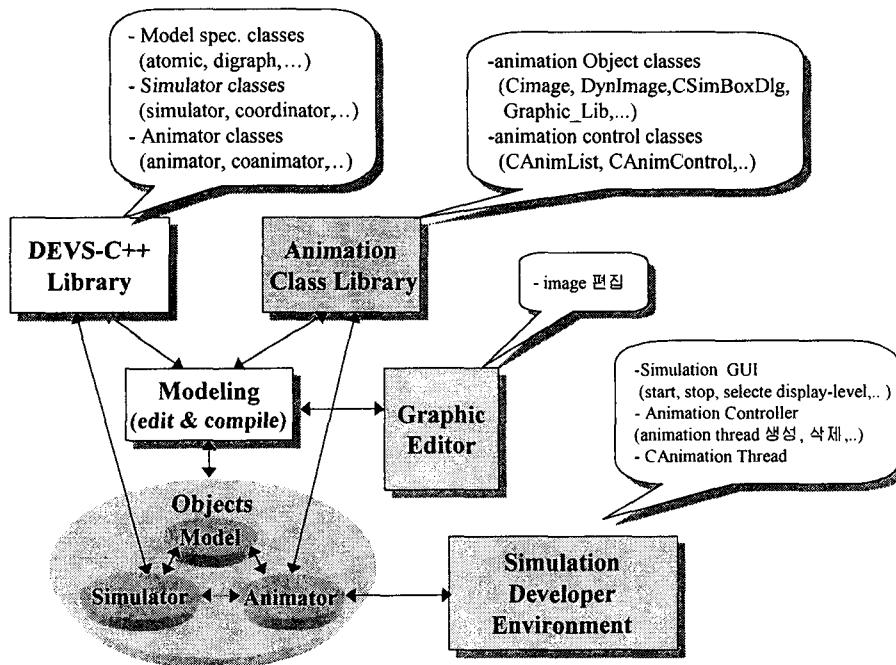 - Model spec. classes
(atomic, digraph,...)
- Simulator classes
(simulator, coordinator,..)
- Animator classes
(animator, coanimator,..)
-animation Object classes
(Cimage, DynImage,CSimBoxDlg,
Graphic_Lib,...)
-animation control classes
(CAnimList, CAnimControl,..)
DEVS-C++
Library
Animation
Class Library
- image 편집
Modeling
(edit & compile)
Graphic
Editor
-Simulation GUI
(start, stop, selecte display-level,.. )
- Animation Controller
(animation thread 생성, 삭제,..)
- CAnimation Thread
Objects
Model
Simulator
Animator
Simulation
Developer
Environment